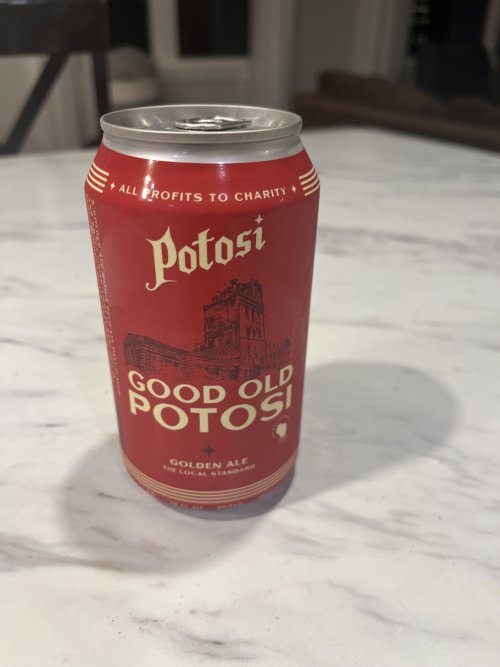 ALL PROFITS TO CHARITY
Potosi
GOOD OLD
POTOSI
GOLDEN ALE
THE LOCAL STANDARD